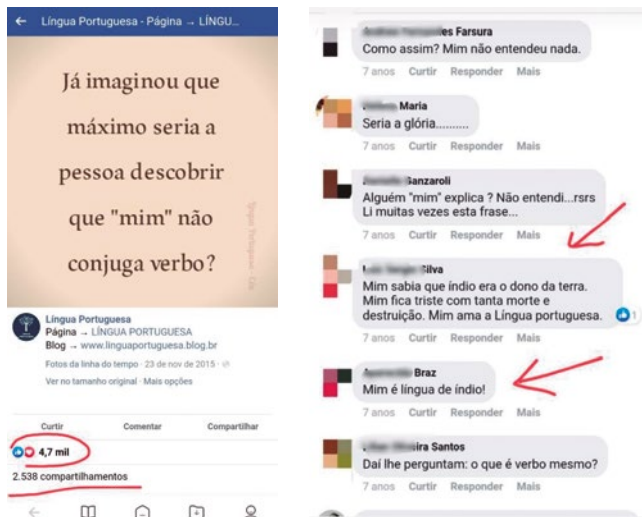 Língua Portuguesa - Página → LÍNGU...
Já imaginou que
máximo seria a
pessoa descobrir
que "mim" não
conjuga verbo?
Língua Portuguesa
Página → LÍNGUA PORTUGUESA
Blog → www.linguaportuguesa.blog.br
Fotos da linha do tempo · 23 de nov de 2015 ·
Ver no tamanho original · Mais opções
Curtir Comentar Compartilhar
4,7 mil
2.538 compartilhamentos
es Farsura
Como assim? Mim não entendeu nada.
7 anos Curtir Responder Mais
Maria
Seria a glória..........
7 anos Curtir Responder Mais
Sanzaroli
Alguém "mim" explica ? Não entendi...rsrs
Li muitas vezes esta frase...
7 anos Curtir Responder Mais
Silva
Mim sabia que índio era o dono da terra.
Mim fica triste com tanta morte e
destruição. Mim ama a Língua portuguesa.
1
7 anos Curtir Responder Mais
Braz
Mim é língua de índio!
7 anos Curtir Responder Mais
ira Santos
Daí lhe perguntam: o que é verbo mesmo?
7 anos Curtir Responder Mais